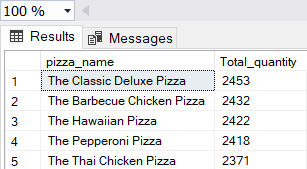 100 %
Results Messages
pizza_name Total_quantity
1 The Classic Deluxe Pizza 2453
2 The Barbecue Chicken Pizza 2432
3 The Hawaiian Pizza 2422
4 The Pepperoni Pizza 2418
5 The Thai Chicken Pizza 2371